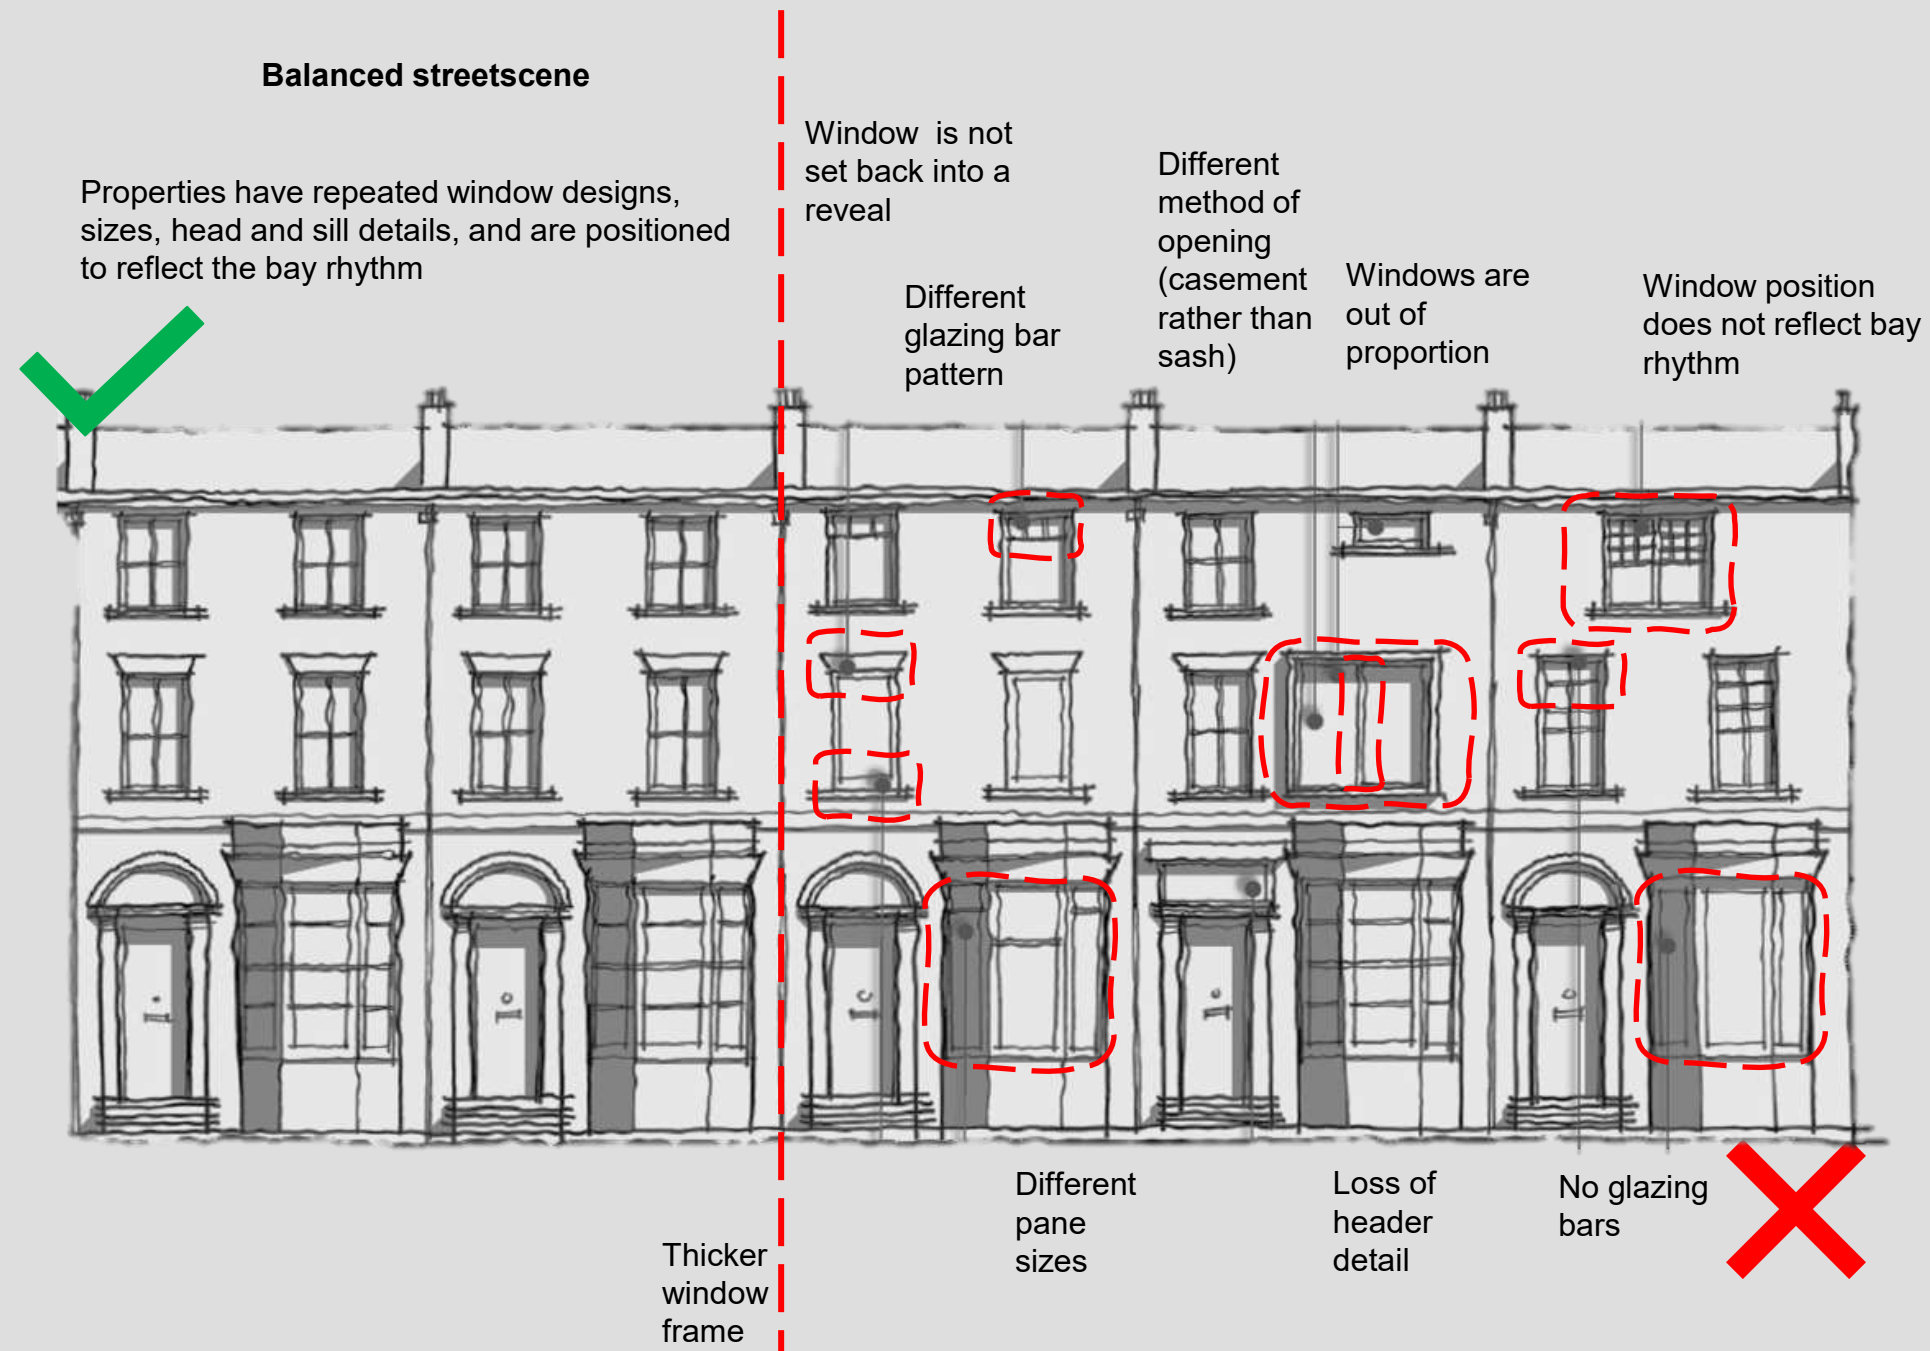 Balanced streetscene
Properties have repeated window designs,
sizes, head and sill details, and are positioned
to reflect the bay rhythm
Window  is not
set back into a
reveal
Different
glazing bar
pattern
Different
method of
opening
(casement
rather than
sash)
Windows are
out of
proportion
Window position
does not reflect bay
rhythm
Thicker
window
frame
Different
pane
sizes
Loss of
header
detail
No glazing
bars